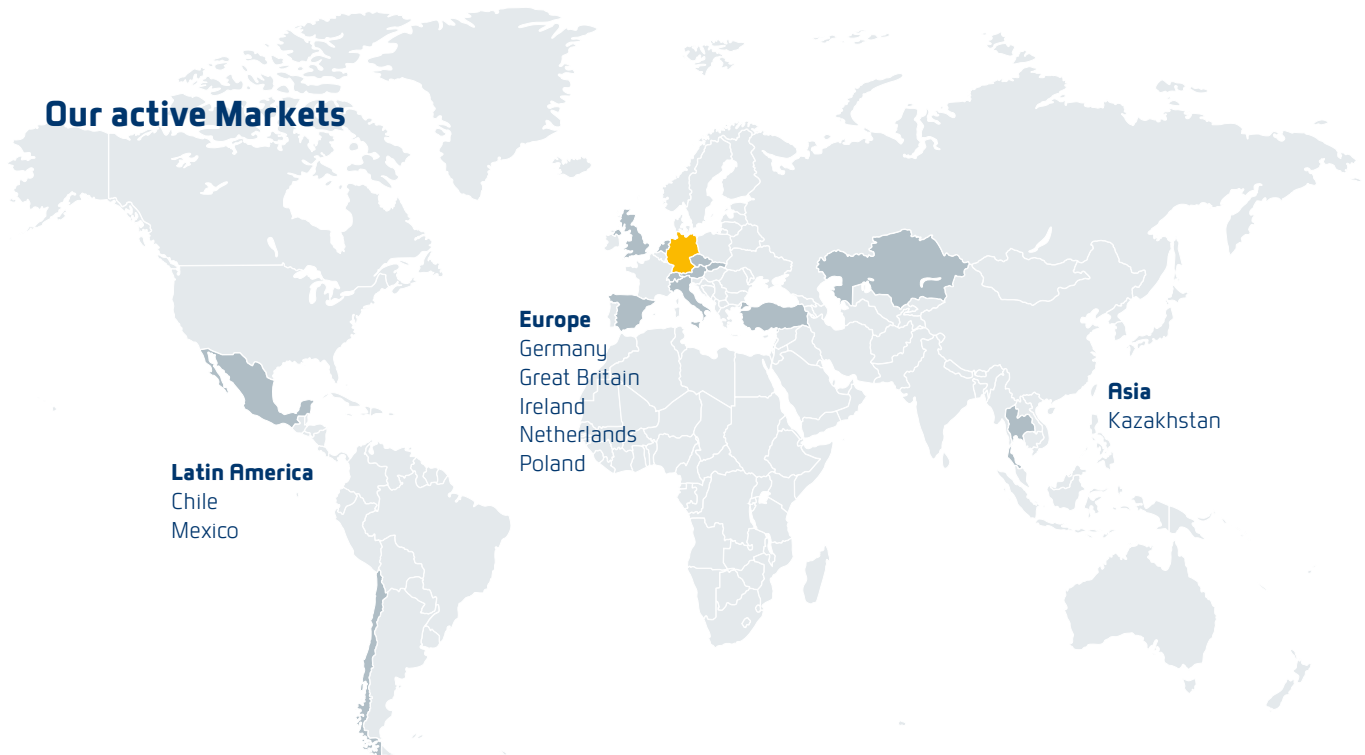 Our active Markets
Europe
Germany
Great Britain
Ireland
Netherlands
Poland
Asia
Kazakhstan
Latin America
Chile
Mexico